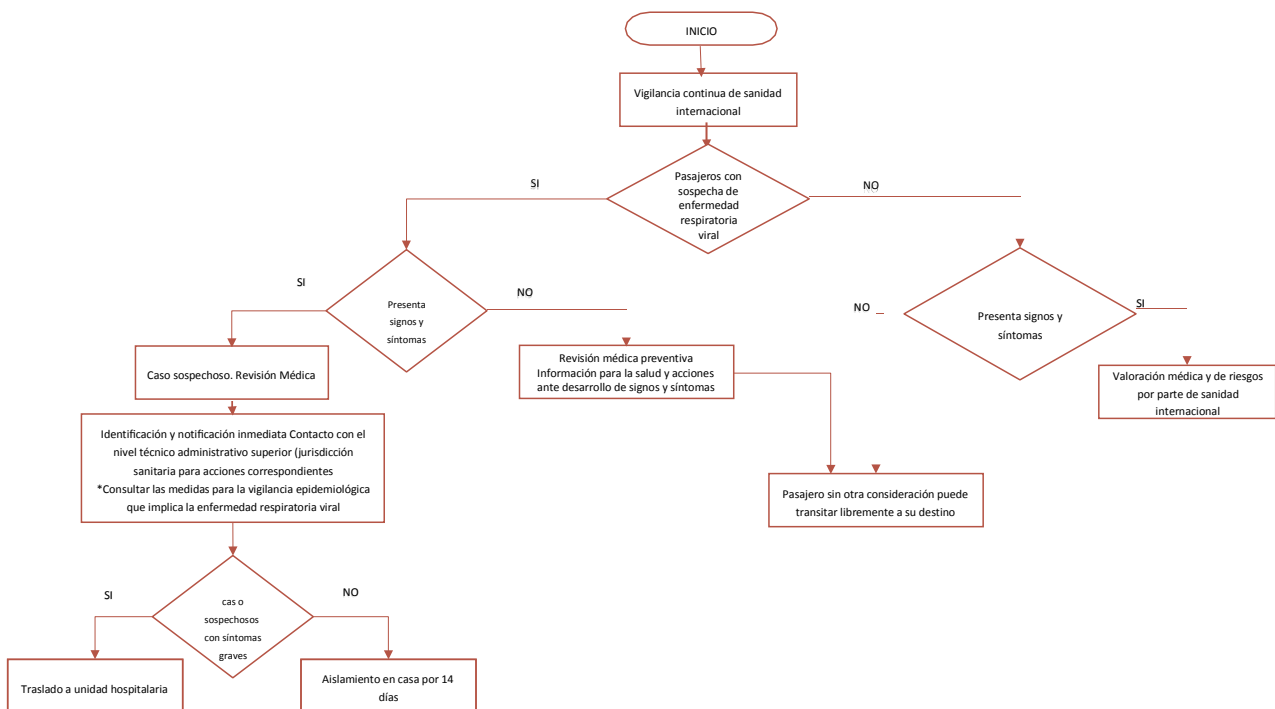 INICIO
Vigilancia continua de sanidad
internacional
Pasajeros con
sospecha de
enfermedad
respiratoria
viral
SI
NO
SI
Presenta
signos y
síntomas
NO
NO
Presenta signos y
síntomas
SI
Caso sospechoso. Revisión Médica
Revisión médica preventiva
Información para la salud y acciones
ante desarrollo de signos y síntomas
Valoración médica y de riesgos
por parte de sanidad
internacional
Identificación y notificación inmediata Contacto con el
nivel técnico administrativo superior (jurisdicción
sanitaria para acciones correspondientes
*Consultar las medidas para la vigilancia epidemiológica
que implica la enfermedad respiratoria viral
Pasajero sin otra consideración puede
transitar libremente a su destino
SI
cas o
sospechosos
con síntomas
graves
NO
Traslado a unidad hospitalaria
Aislamiento en casa por 14
días